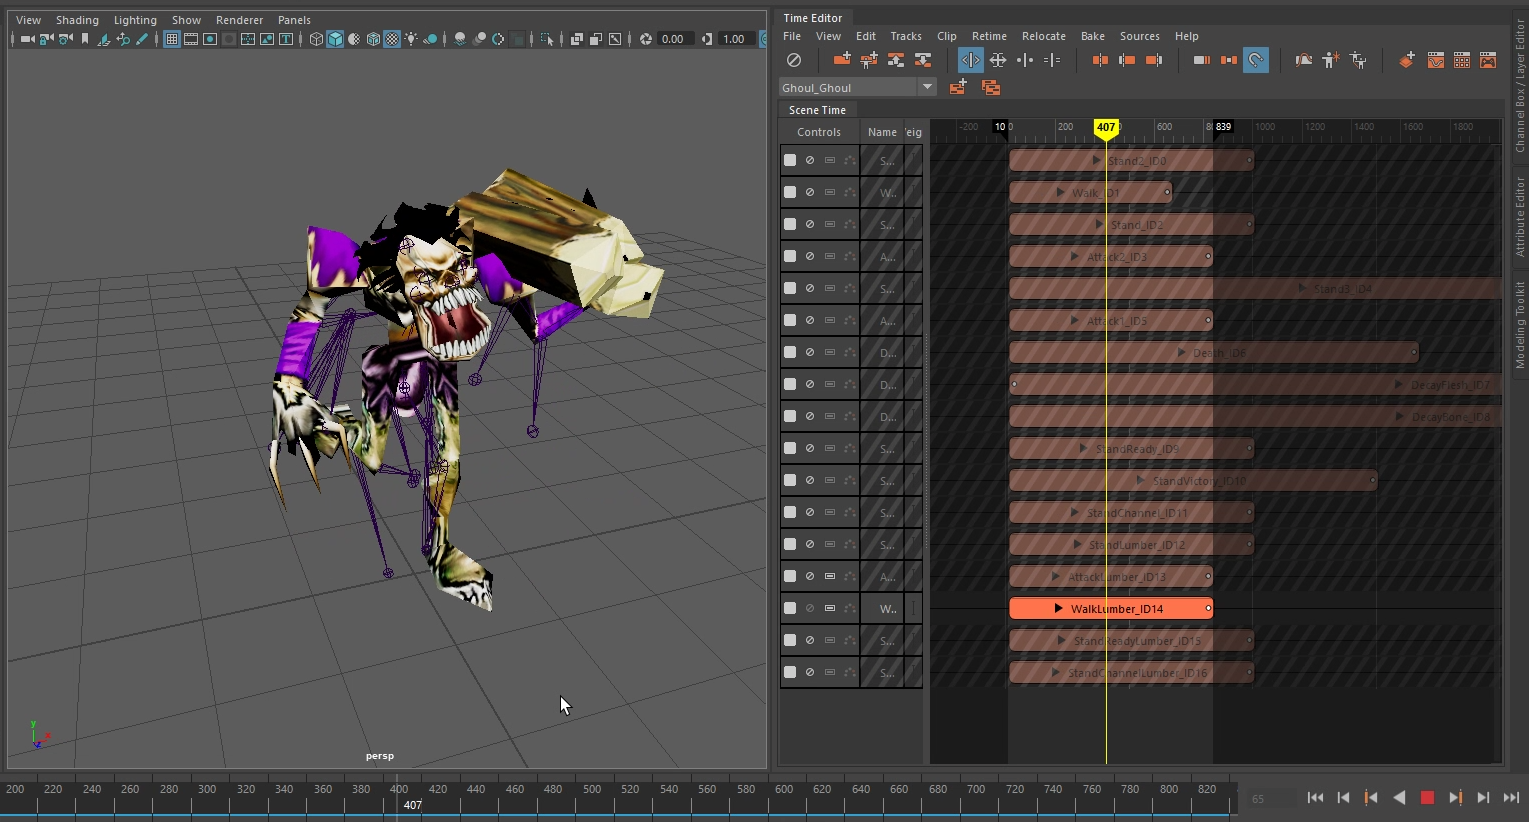 View Shading Lighting Show Renderer Panels
0.00 1.00
persp
y
Time Editor
File View Edit Tracks Clip Retime Relocate Bake Sources Help
Ghoul_Ghoul
Scene Time
Controls Name eig
-200 10 0 200 407 600 839 1000 1200 1400 1600 1800
S... Stand2_ID0
W... Walk_ID1
S... Stand_ID2
A... Attack2_ID3
S... Stand3_ID4
A... Attack1_ID5
D... Death_ID6
D... DecayFlesh_ID7
D... DecayBone_ID8
S... StandReady_ID9
S... StandVictory_ID10
S... StandChannel_ID11
S... StandLumber_ID12
A... AttackLumber_ID13
W.. WalkLumber_ID14
S... StandReadyLumber_ID15
S... StandChannelLumber_ID16
Channel Box / Layer Editor
Attribute Editor
Modeling Toolkit
200 220 240 260 280 300 320 340 360 380 400 420 440 460 480 500 520 540 560 580 600 620 640 660 680 700 720 740 760 780 800 820
407
65